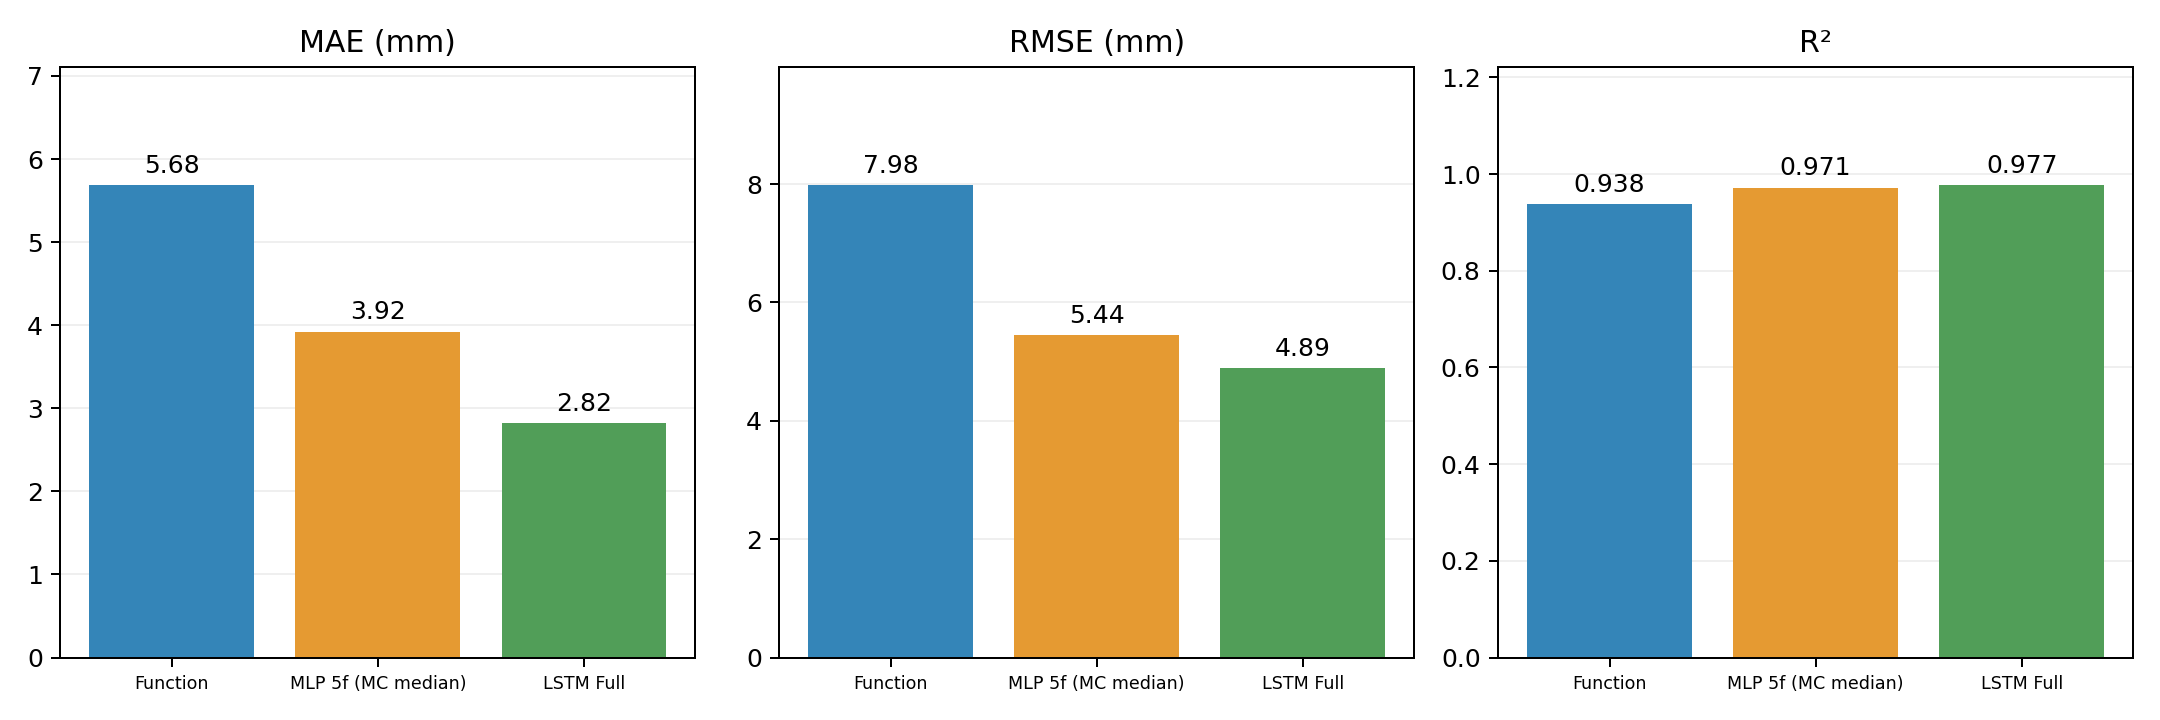 MAE (mm)
7
6
5
4
3
2
1
0
5.68
3.92
2.82
Function
MLP 5f (MC median)
LSTM Full
RMSE (mm)
8
6
4
2
0
7.98
5.44
4.89
Function
MLP 5f (MC median)
LSTM Full
R²
1.2
1.0
0.8
0.6
0.4
0.2
0.0
0.938
0.971
0.977
Function
MLP 5f (MC median)
LSTM Full